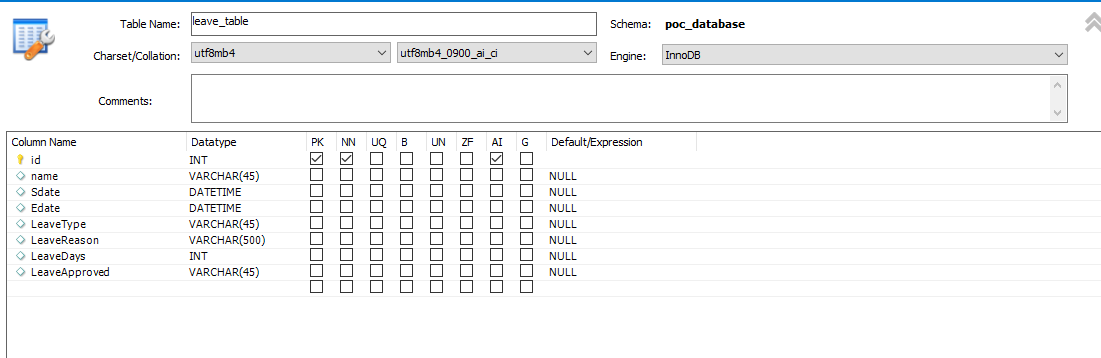 Table Name: leave_table Schema: poc_database
Charset/Collation: utf8mb4 utf8mb4_0900_ai_ci Engine: InnoDB
Comments:
Column Name Datatype PK NN UQ B UN ZF AI G Default/Expression
id INT
name VARCHAR(45) NULL
Sdate DATETIME NULL
Edate DATETIME NULL
LeaveType VARCHAR(45) NULL
LeaveReason VARCHAR(500) NULL
LeaveDays INT NULL
LeaveApproved VARCHAR(45) NULL